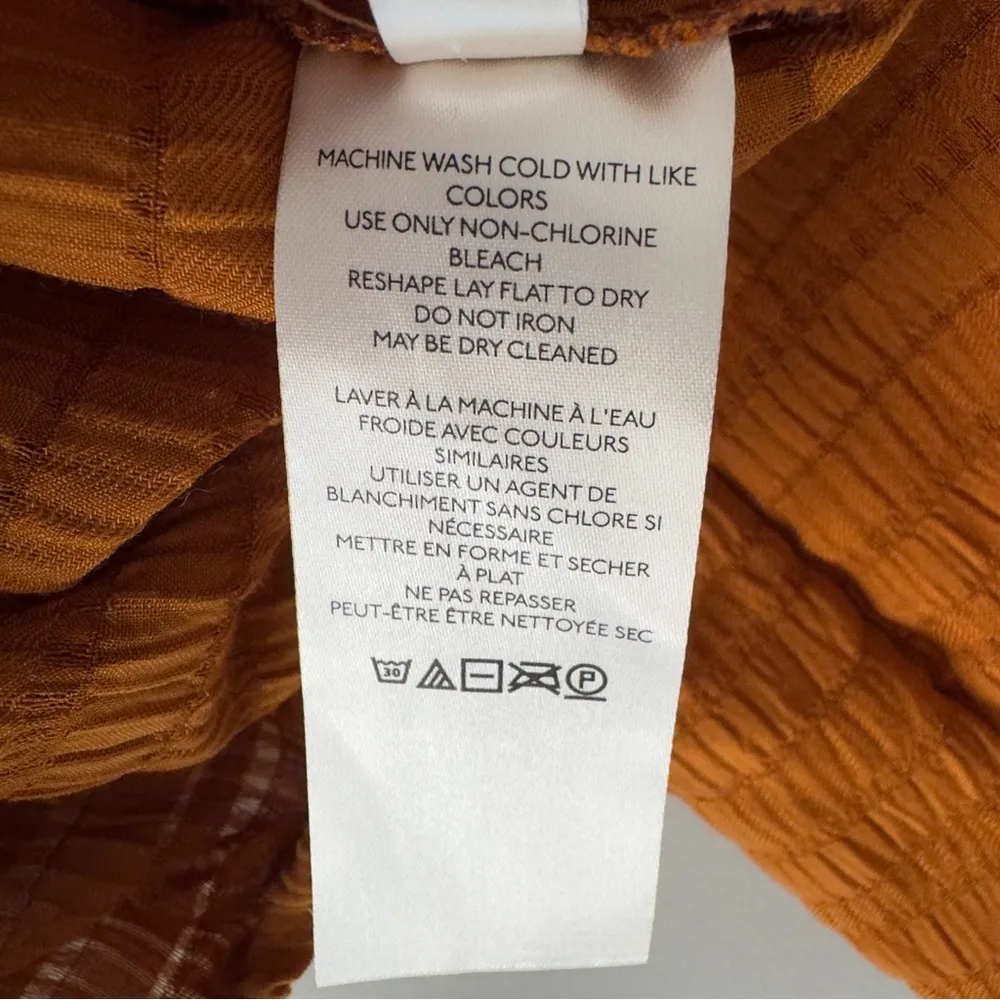 MACHINE WASH COLD WITH LIKE
COLORS
USE ONLY NON-CHLORINE
BLEACH
RESHAPE LAY FLAT TO DRY
DO NOT IRON
MAY BE DRY CLEANED
LAVER À LA MACHINE À L'EAU
FROIDE AVEC COULEURS
SIMILAIRES
UTILISER UN AGENT DE
BLANCHIMENT SANS CHLORE SI
NÉCESSAIRE
METTRE EN FORME ET SECHER
À PLAT
NE PAS REPASSER
PEUT-ÊTRE ÊTRE NETTOYÉE SEC
30 P